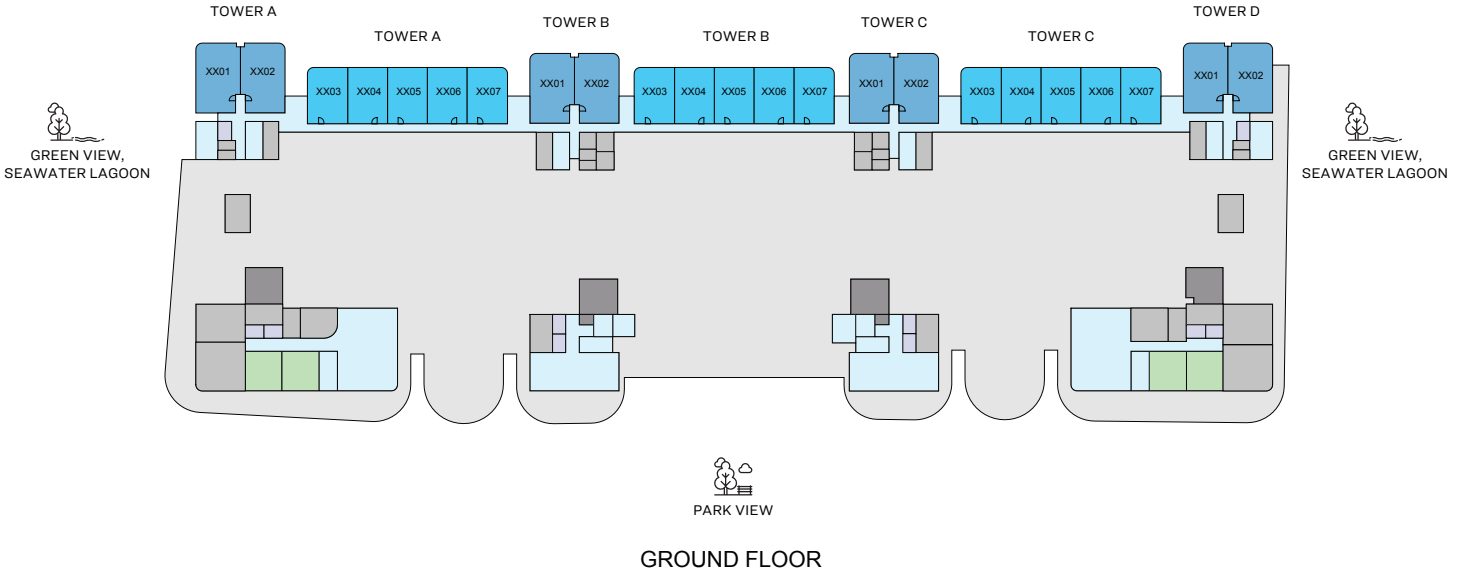 TOWER A
TOWER A
TOWER B
TOWER B
TOWER C
TOWER C
TOWER D
XX01 XX02
XX03 XX04 XX05 XX06 XX07
XX01 XX02
XX03 XX04 XX05 XX06 XX07
XX01 XX02
XX03 XX04 XX05 XX06 XX07
XX01 XX02
GREEN VIEW,
SEAWATER LAGOON
GREEN VIEW,
SEAWATER LAGOON
PARK VIEW
GROUND FLOOR